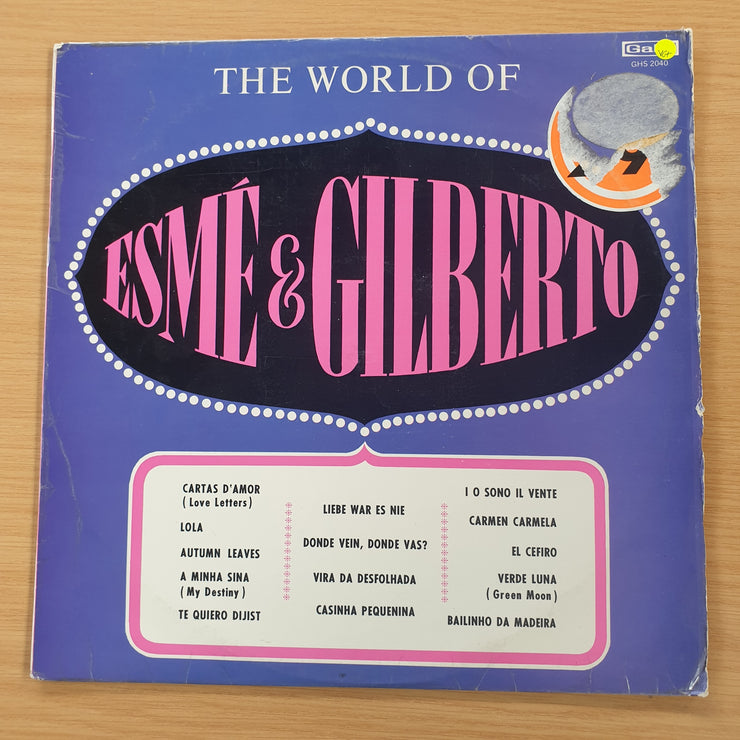 GHS 2040
THE WORLD OF
ESMÉ & GILBERTO
CARTAS D'AMOR
(Love Letters)
LOLA
AUTUMN LEAVES
A MINHA SINA
(My Destiny)
TE QUIERO DIJIST
LIEBE WAR ES NIE
DONDE VEIN, DONDE VAS?
VIRA DA DESFOLHADA
CASINHA PEQUENINA
I O SONO IL VENTE
CARMEN CARMELA
EL CEFIRO
VERDE LUNA
(Green Moon)
BAILINHO DA MADEIRA